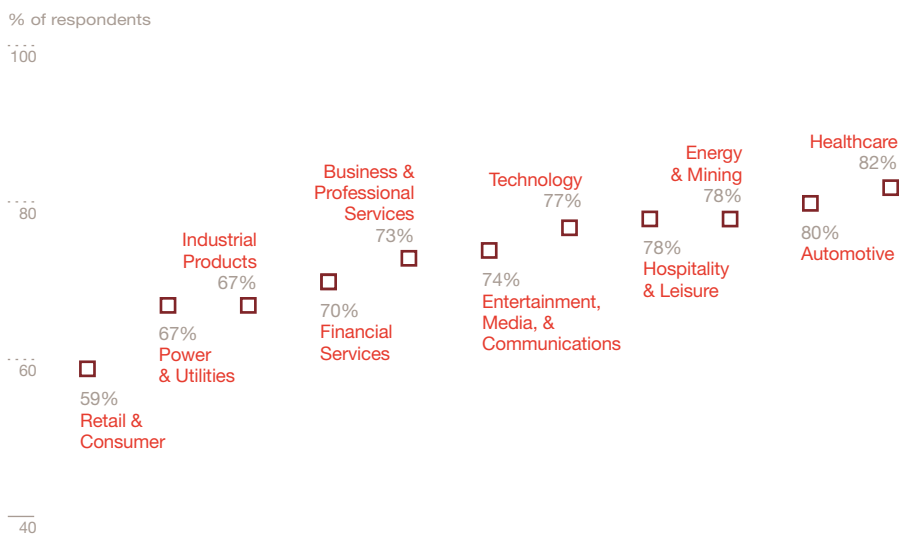 % of respondents
100
80
60
40
59%
Retail &
Consumer
67%
Power
& Utilities
Industrial
Products
67%
70%
Financial
Services
Business &
Professional
Services
73%
74%
Entertainment,
Media, &
Communications
Technology
77%
78%
Hospitality
& Leisure
Energy
& Mining
78%
80%
Automotive
Healthcare
82%